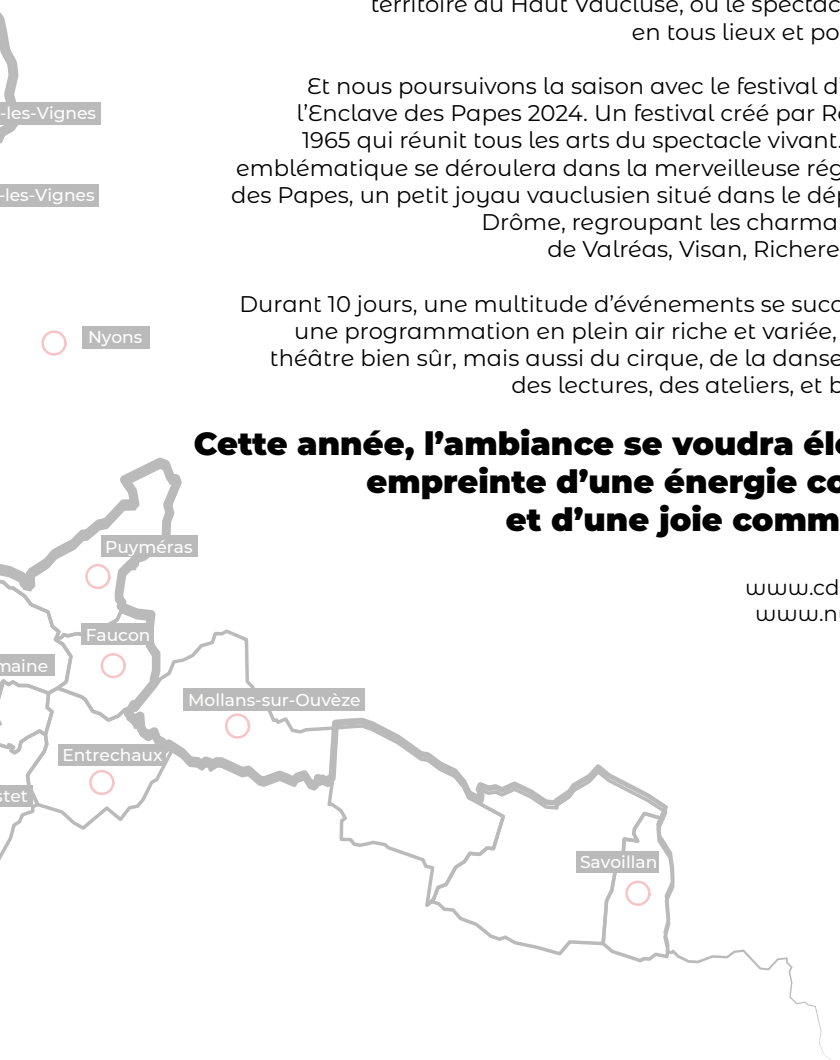 territoire du Haut Vaucluse, où le spectac
en tous lieux et po
Et nous poursuivons la saison avec le festival d
l’Enclave des Papes 2024. Un festival créé par R
1965 qui réunit tous les arts du spectacle vivant.
emblématique se déroulera dans la merveilleuse rég
des Papes, un petit joyau vauclusien situé dans le dép
Drôme, regroupant les charma
de Valréas, Visan, Richere
Durant 10 jours, une multitude d’événements se succ
une programmation en plein air riche et variée,
théâtre bien sûr, mais aussi du cirque, de la danse
des lectures, des ateliers, et b
Cette année, l’ambiance se voudra éle
empreinte d’une énergie co
et d’une joie comm
www.cd
www.n
-les-Vignes
-les-Vignes
Nyons
Puyméras
Faucon
maine
Mollans-sur-Ouvèze
Entrechaux
stet
Savoillan